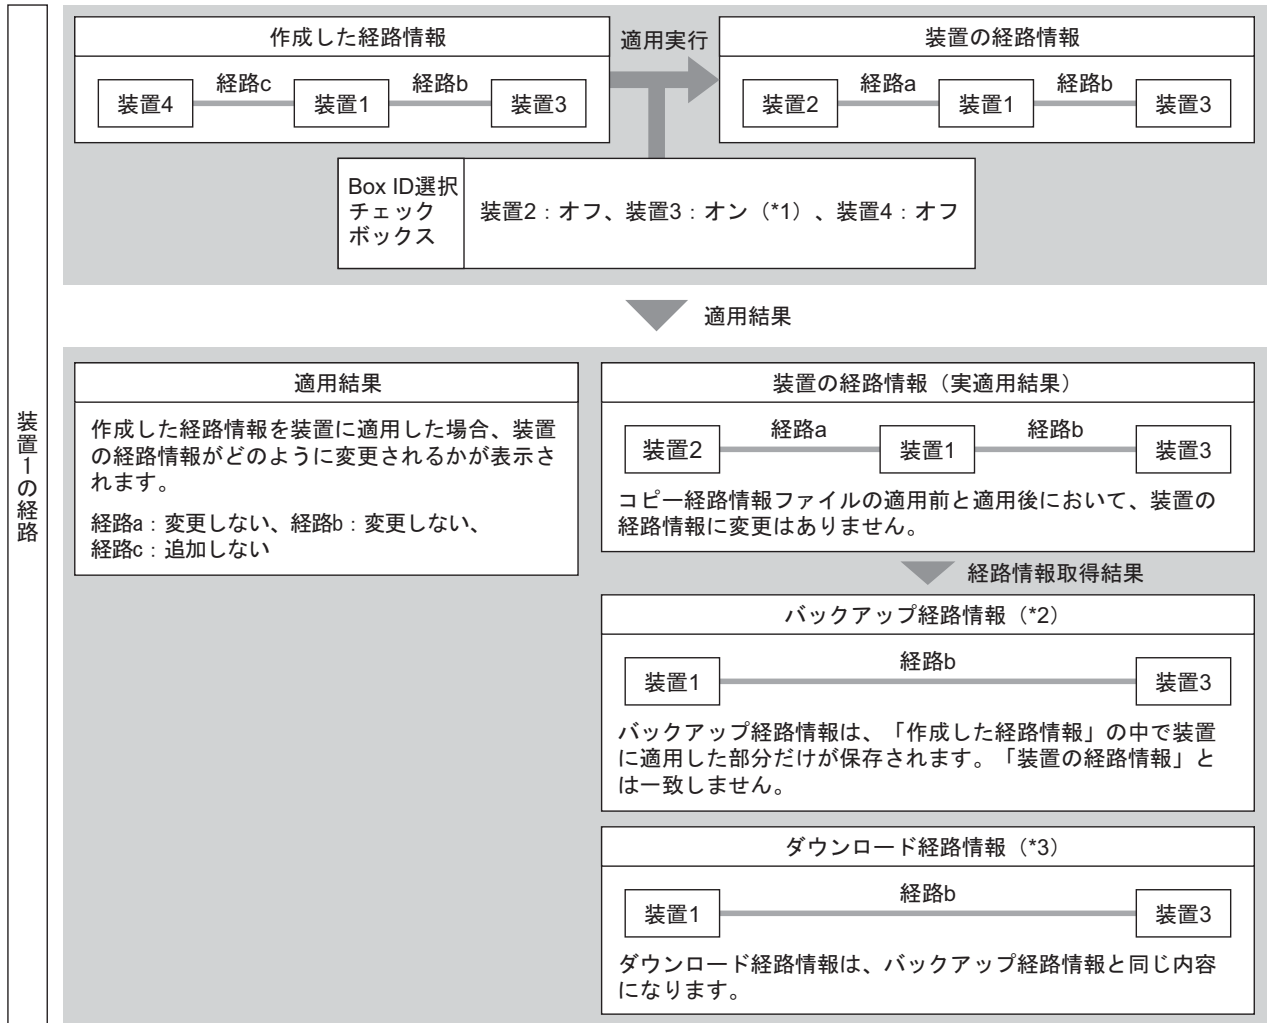 装置1の経路
作成した経路情報
装置4
経路c
装置1
経路b
装置3
適用実行
装置の経路情報
装置2
経路a
装置1
経路b
装置3
Box ID選択
チェック
ボックス
装置2：オフ、装置3：オン（*1）、装置4：オフ
適用結果
適用結果
作成した経路情報を装置に適用した場合、装置
の経路情報がどのように変更されるかが表示さ
れます。
経路a：変更しない、経路b：変更しない、
経路c：追加しない
装置の経路情報（実適用結果）
装置2
経路a
装置1
経路b
装置3
コピー経路情報ファイルの適用前と適用後において、装置の
経路情報に変更はありません。
経路情報取得結果
バックアップ経路情報（*2）
装置1
経路b
装置3
バックアップ経路情報は、「作成した経路情報」の中で装置
に適用した部分だけが保存されます。「装置の経路情報」と
は一致しません。
ダウンロード経路情報（*3）
装置1
経路b
装置3
ダウンロード経路情報は、バックアップ経路情報と同じ内容
になります。